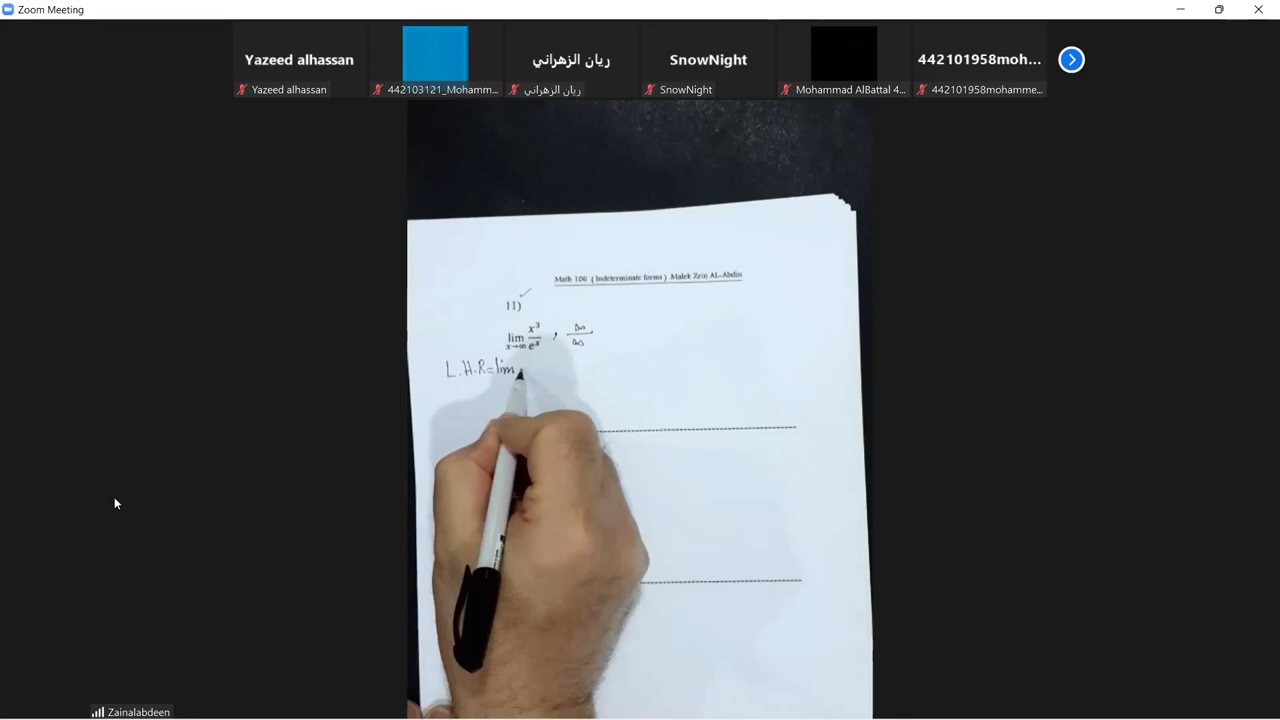 Zoom Meeting
Yazeed alhassan
ريان الزهراني
SnowNight
442101958moh...
Yazeed alhassan
442103121_Mohamm...
ريان الزهراني
SnowNight
Mohammad AlBattal 4...
442101958mohamme...
Math 106 ( Indeterminate forms ) Malek Zein AL-Abdin
11)
lim x→∞ x³/eˣ , ∞/∞
L.H.R = lim
Zainalabdeen